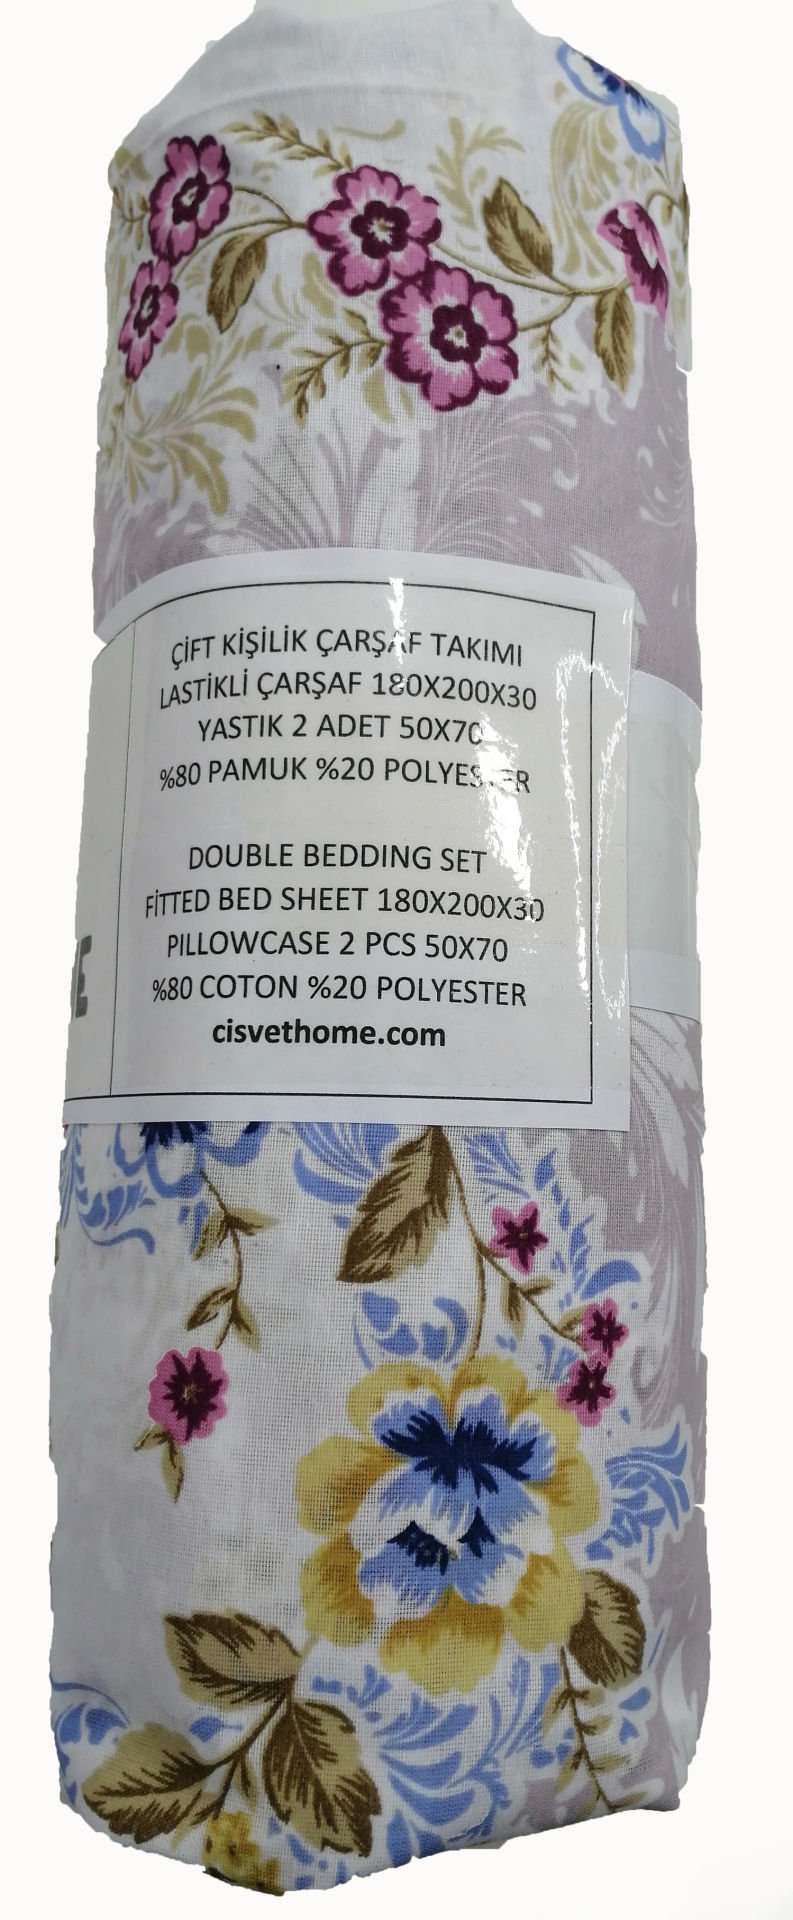 ÇİFT KİŞİLİK ÇARŞAF TAKIMI
LASTİKLİ ÇARŞAF 180X200X30
YASTIK 2 ADET 50X70
%80 PAMUK %20 POLYESTER
DOUBLE BEDDING SET
FİTTED BED SHEET 180X200X30
PILLOWCASE 2 PCS 50X70
%80 COTON %20 POLYESTER
cisvethome.com